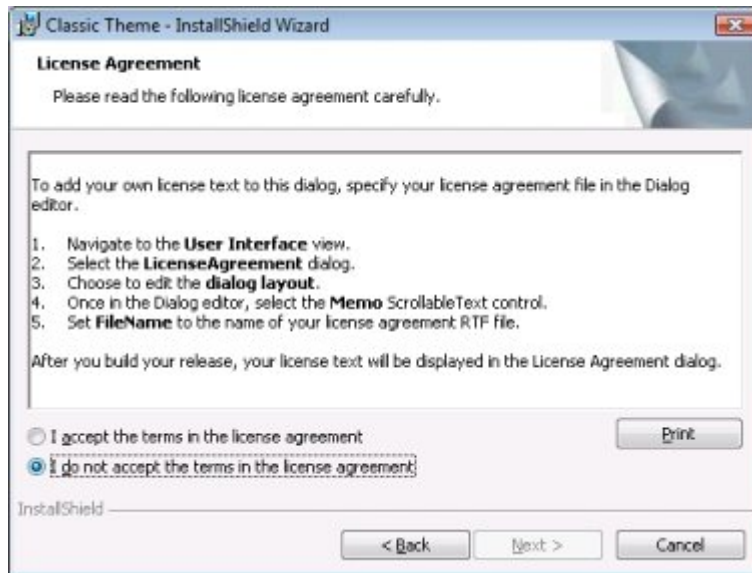 Classic Theme - InstallShield Wizard
License Agreement
Please read the following license agreement carefully.
To add your own license text to this dialog, specify your license agreement file in the Dialog
editor.
1. Navigate to the User Interface view.
2. Select the LicenseAgreement dialog.
3. Choose to edit the dialog layout.
4. Once in the Dialog editor, select the Memo ScrollableText control.
5. Set FileName to the name of your license agreement RTF file.
After you build your release, your license text will be displayed in the License Agreement dialog.
I accept the terms in the license agreement
Print
I do not accept the terms in the license agreement
InstallShield
< Back Next > Cancel